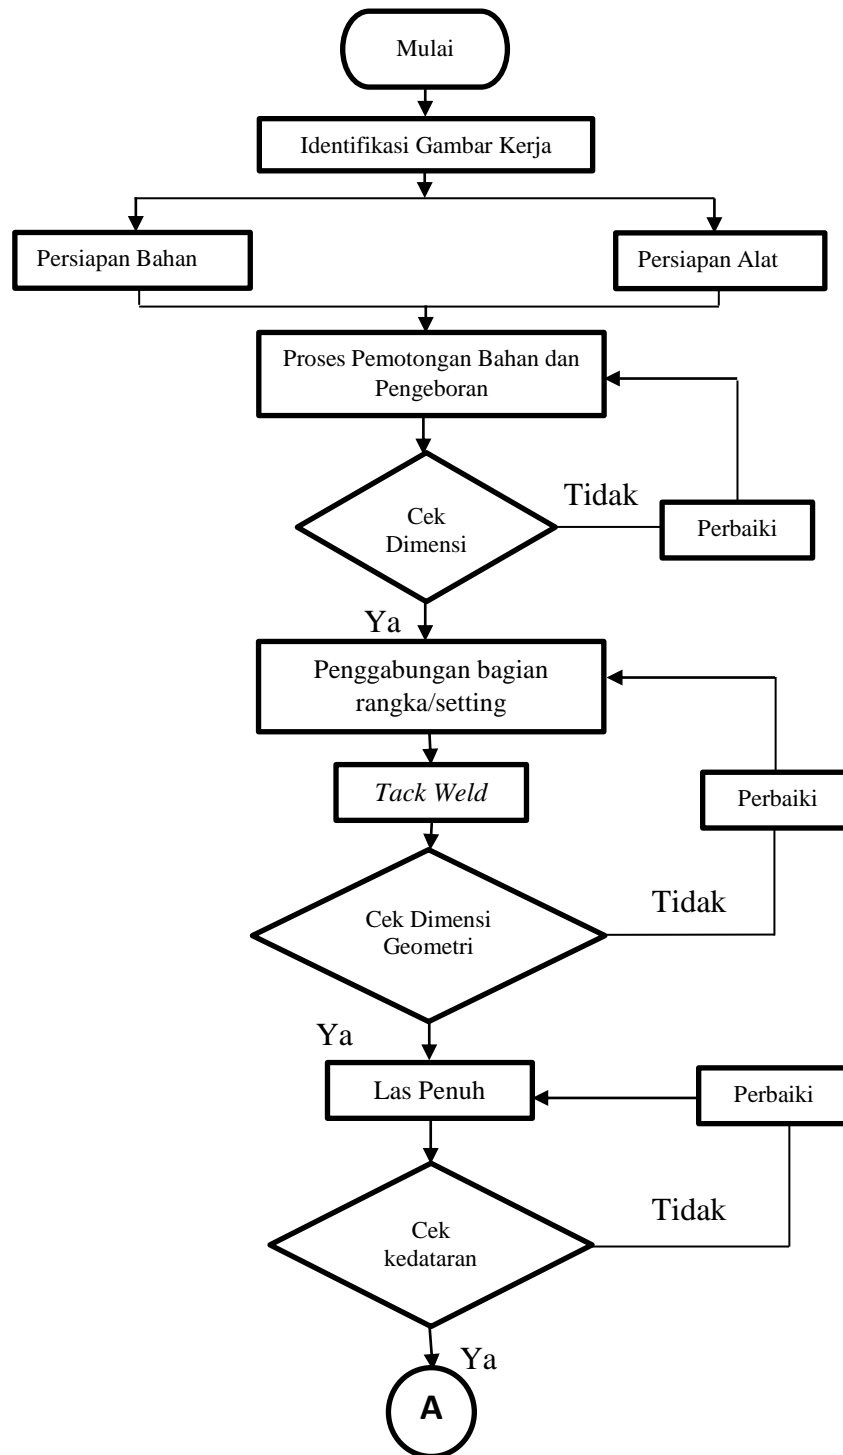 Mulai
Identifikasi Gambar Kerja
Persiapan Bahan
Persiapan Alat
Proses Pemotongan Bahan dan
Pengeboran
Cek
Dimensi
Tidak
Perbaiki
Ya
Penggabungan bagian
rangka/setting
Tack Weld
Perbaiki
Cek Dimensi
Geometri
Tidak
Ya
Las Penuh
Perbaiki
Cek
kedataran
Tidak
Ya
A